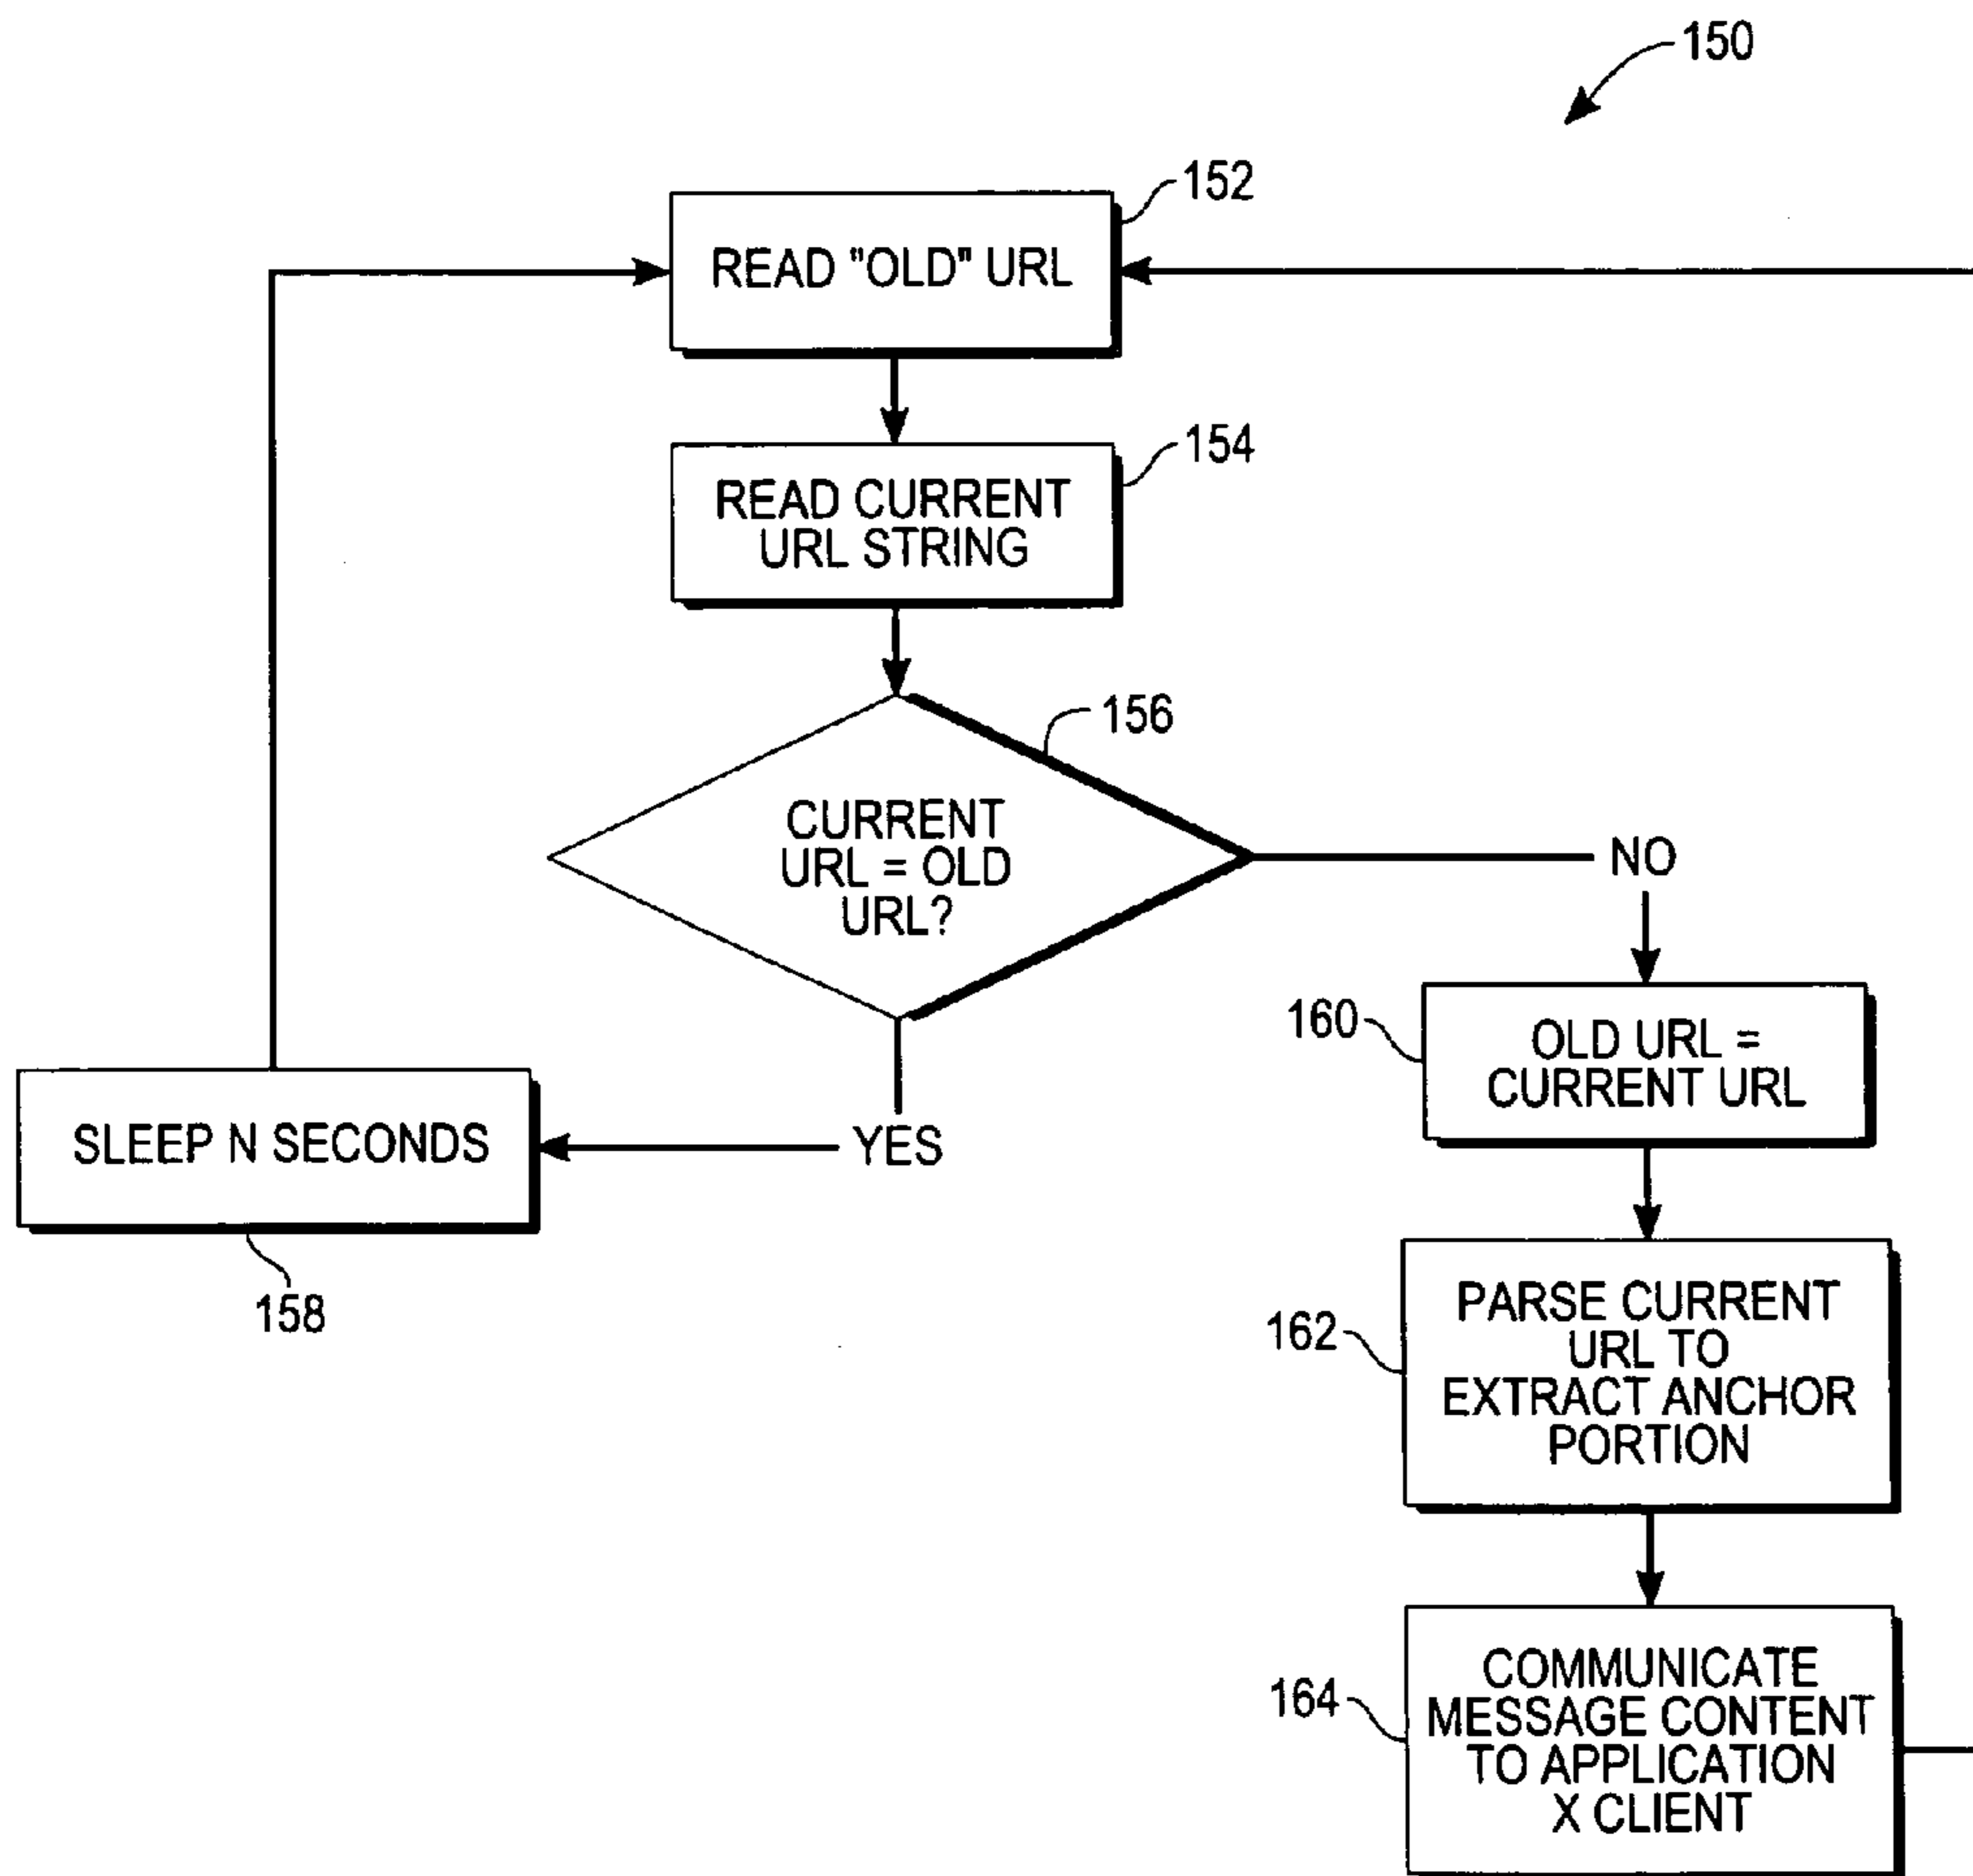 150
152
READ "OLD" URL
154
READ CURRENT
URL STRING
156
CURRENT
URL = OLD
URL?
NO
YES
SLEEP N SECONDS
158
160
OLD URL =
CURRENT URL
162
PARSE CURRENT
URL TO
EXTRACT ANCHOR
PORTION
164
COMMUNICATE
MESSAGE CONTENT
TO APPLICATION
X CLIENT